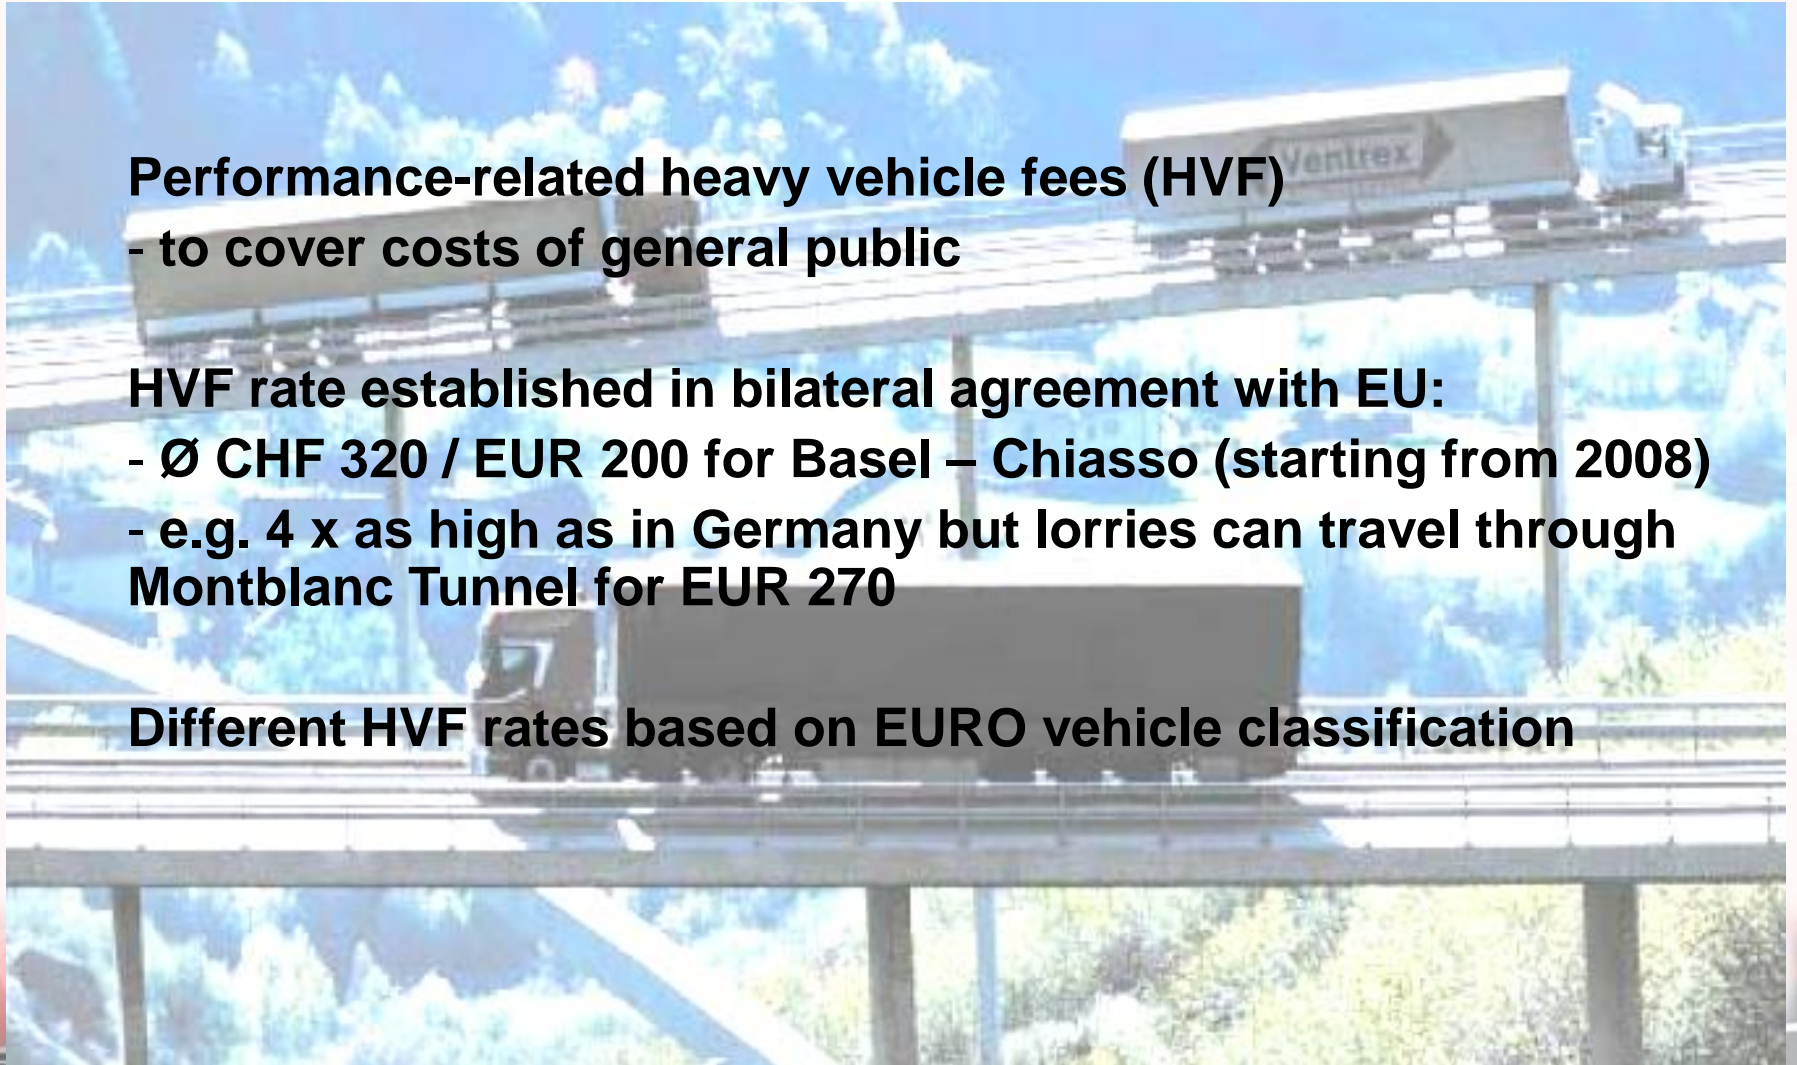 Ventrex
Performance-related heavy vehicle fees (HVF)
- to cover costs of general public
HVF rate established in bilateral agreement with EU:
- Ø CHF 320 / EUR 200 for Basel – Chiasso (starting from 2008)
- e.g. 4 x as high as in Germany but lorries can travel through
Montblanc Tunnel for EUR 270
Different HVF rates based on EURO vehicle classification